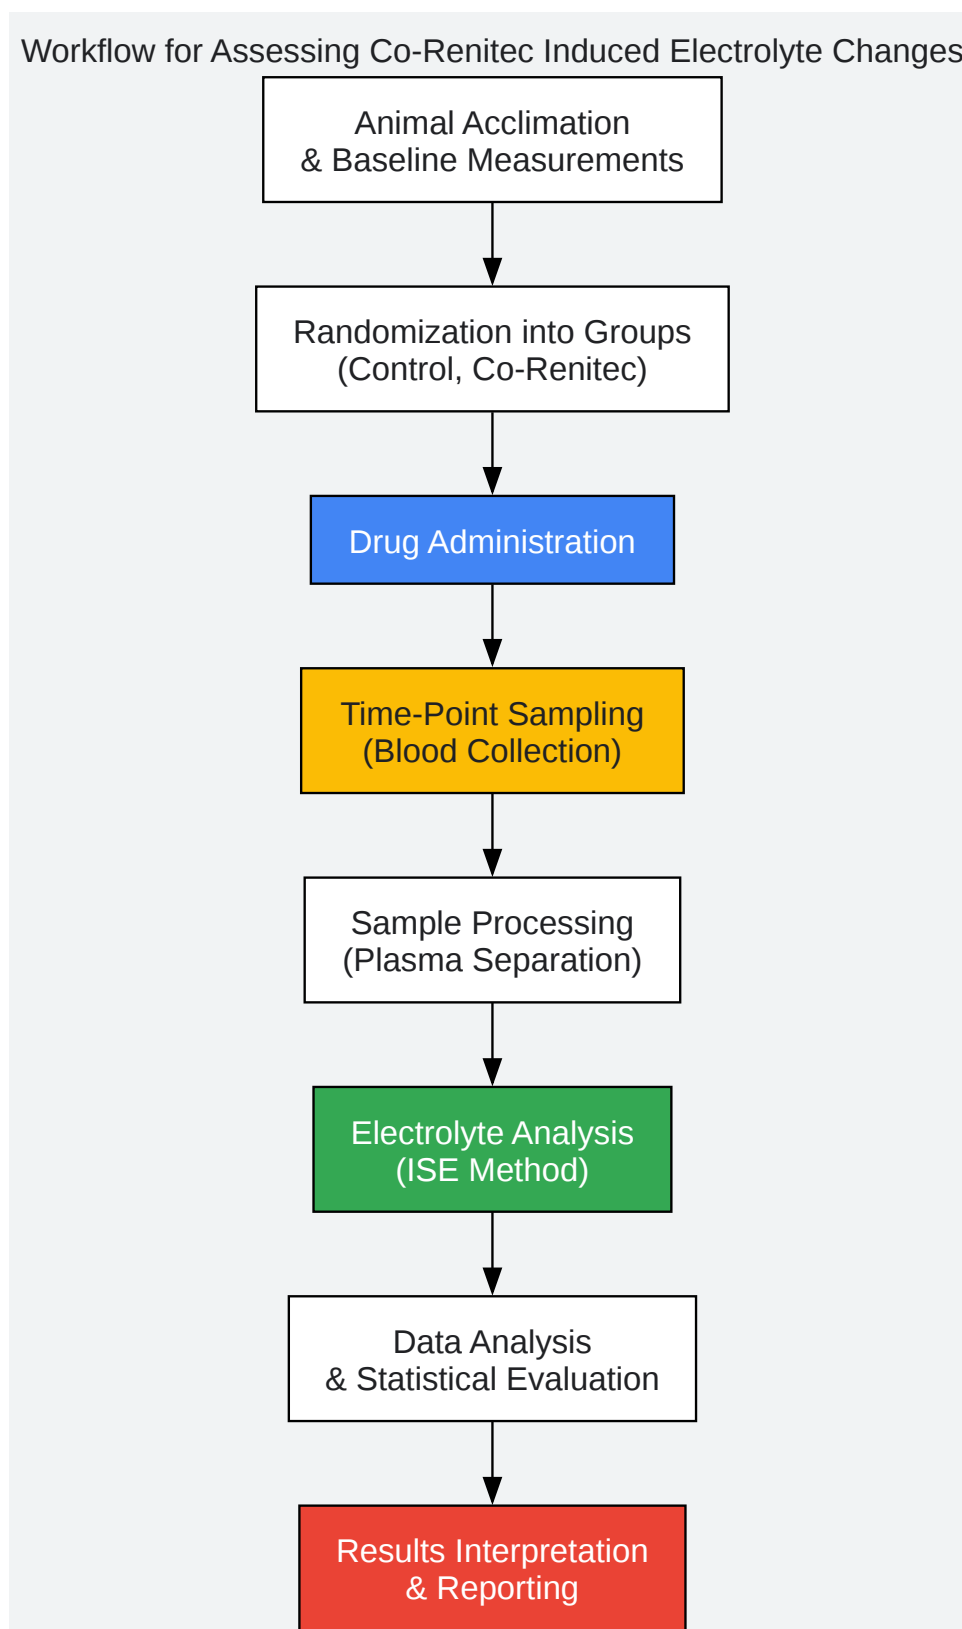 Workflow for Assessing Co-Renitec Induced Electrolyte Changes
Animal Acclimation
& Baseline Measurements
Randomization into Groups
(Control, Co-Renitec)
Drug Administration
Time-Point Sampling
(Blood Collection)
Sample Processing
(Plasma Separation)
Electrolyte Analysis
(ISE Method)
Data Analysis
& Statistical Evaluation
Results Interpretation
& Reporting